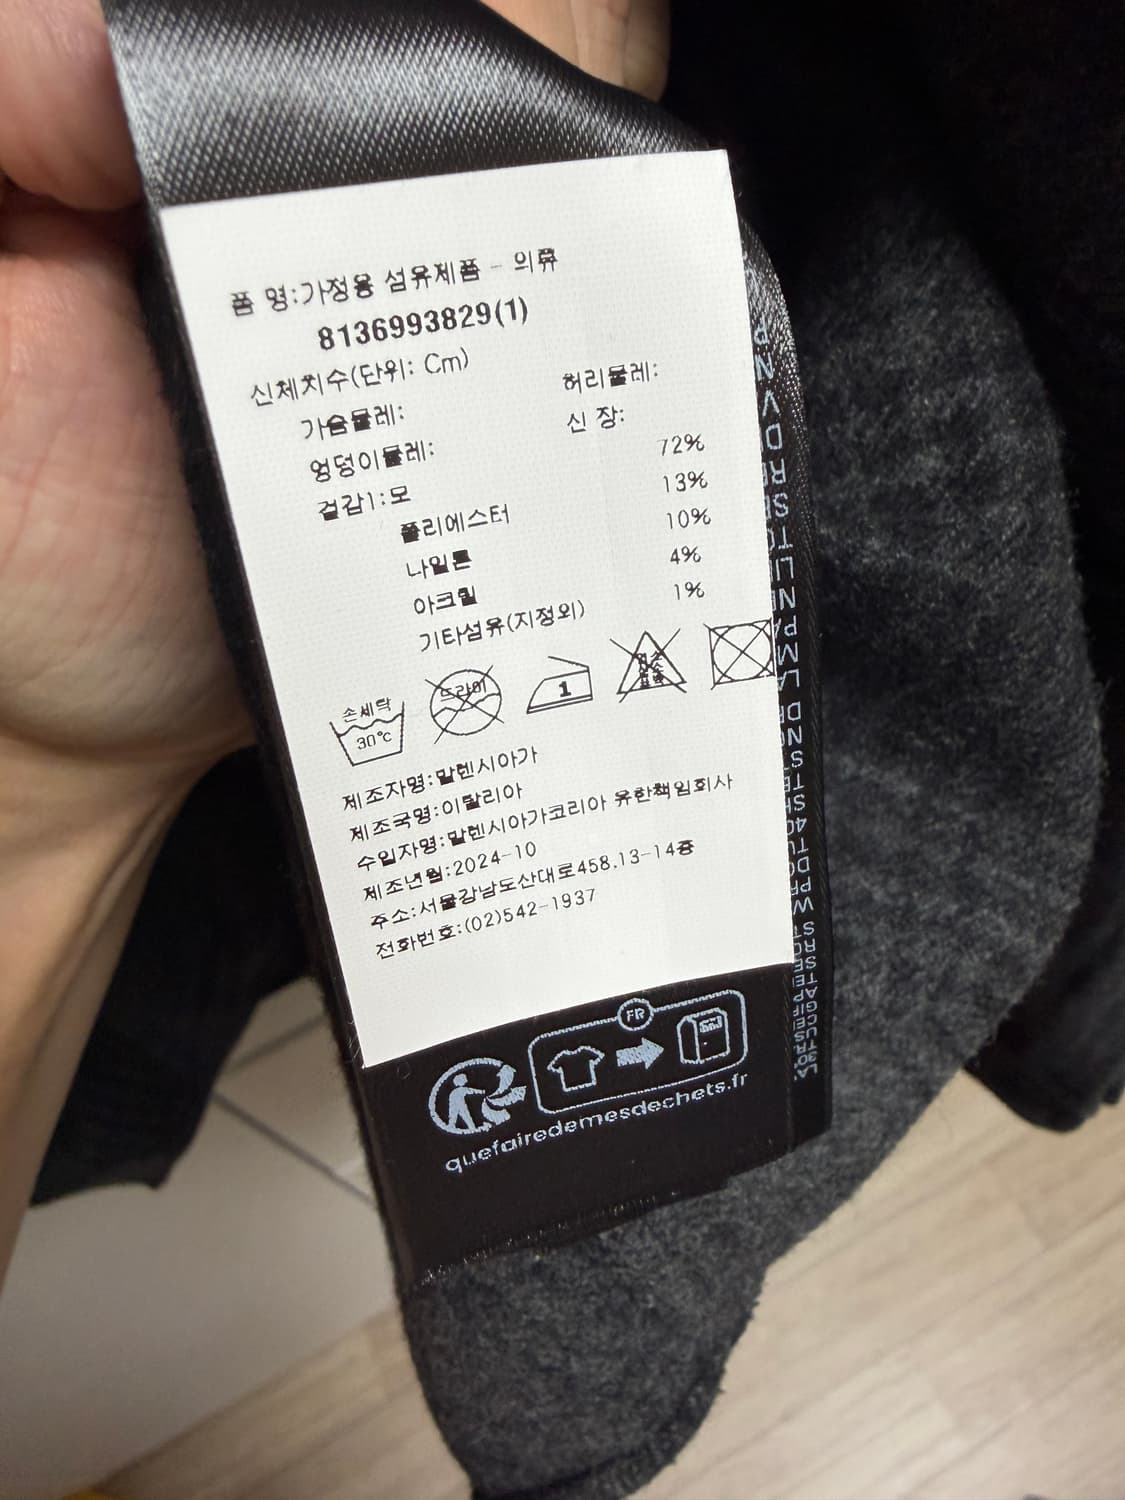 품 명:가정용 섬유제품 - 의류
8136993829(1)
신체치수(단위: Cm)
가슴둘레: 허리둘레:
엉덩이둘레: 신 장:
겉감1:모 72%
폴리에스터 13%
나일론 10%
아크릴 4%
기타섬유(지정외) 1%
손세탁 드라이 1 염소표백
30℃
제조자명:발렌시아가
제조국명:이탈리아
수입자명:발렌시아가코리아 유한책임회사
제조년월:2024-10
주소:서울강남도산대로458,13-14층
전화번호:(02)542-1937
FR
quefairedemesdechets.fr